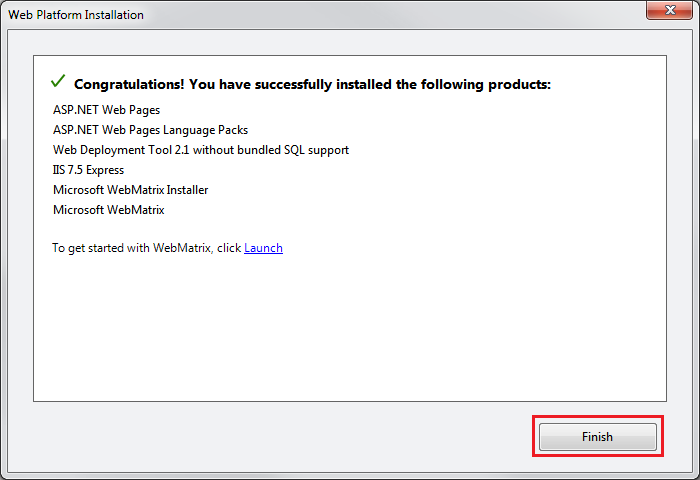 Web Platform Installation
Congratulations! You have successfully installed the following products:
ASP.NET Web Pages
ASP.NET Web Pages Language Packs
Web Deployment Tool 2.1 without bundled SQL support
IIS 7.5 Express
Microsoft WebMatrix Installer
Microsoft WebMatrix
To get started with WebMatrix, click Launch
Finish